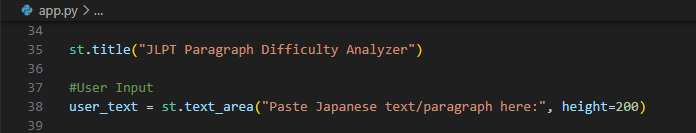 app.py > ...
34
35 st.title("JLPT Paragraph Difficulty Analyzer")
36
37 #User Input
38 user_text = st.text_area("Paste Japanese text/paragraph here:", height=200)
39